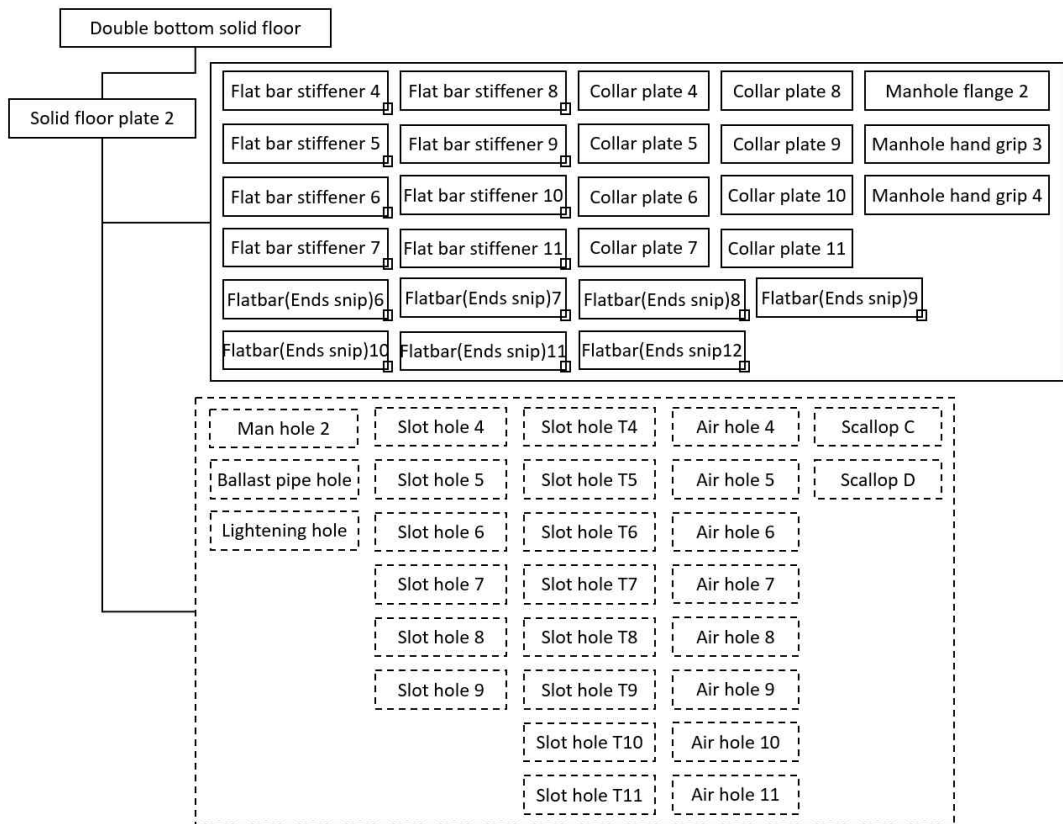 Double bottom solid floor
Solid floor plate 2
Flat bar stiffener 4 Flat bar stiffener 8 Collar plate 4 Collar plate 8 Manhole flange 2
Flat bar stiffener 5 Flat bar stiffener 9 Collar plate 5 Collar plate 9 Manhole hand grip 3
Flat bar stiffener 6 Flat bar stiffener 10 Collar plate 6 Collar plate 10 Manhole hand grip 4
Flat bar stiffener 7 Flat bar stiffener 11 Collar plate 7 Collar plate 11
Flatbar(Ends snip)6 Flatbar(Ends snip)7 Flatbar(Ends snip)8 Flatbar(Ends snip)9
Flatbar(Ends snip)10 Flatbar(Ends snip)11 Flatbar(Ends snip12
Man hole 2 Slot hole 4 Slot hole T4 Air hole 4 Scallop C
Ballast pipe hole Slot hole 5 Slot hole T5 Air hole 5 Scallop D
Lightening hole Slot hole 6 Slot hole T6 Air hole 6
Slot hole 7 Slot hole T7 Air hole 7
Slot hole 8 Slot hole T8 Air hole 8
Slot hole 9 Slot hole T9 Air hole 9
Slot hole T10 Air hole 10
Slot hole T11 Air hole 11